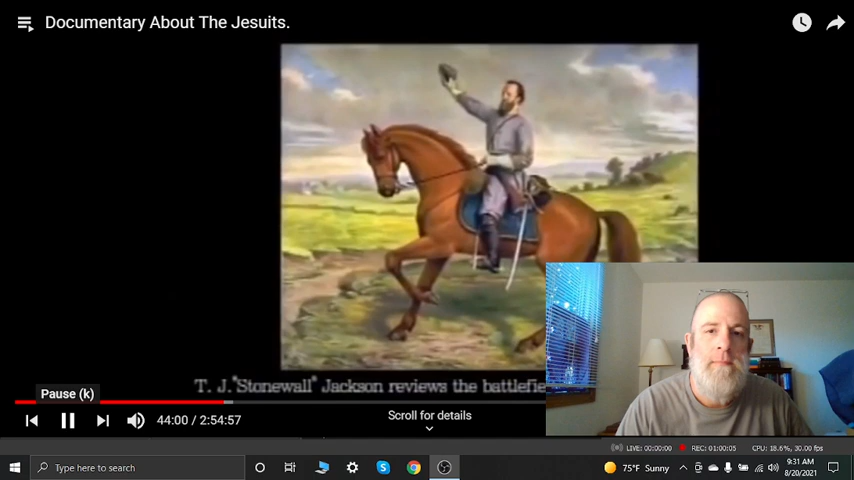 Documentary About The Jesuits.
T. J. "Stonewall" Jackson reviews the
Pause (k)
44:00 / 2:54:57
Scroll for details
LIVE: 00:00:00
REC: 01:00:05
CPU: 18.6%, 30.00 fps
Type here to search
75°F Sunny
9:31 AM
8/20/2021